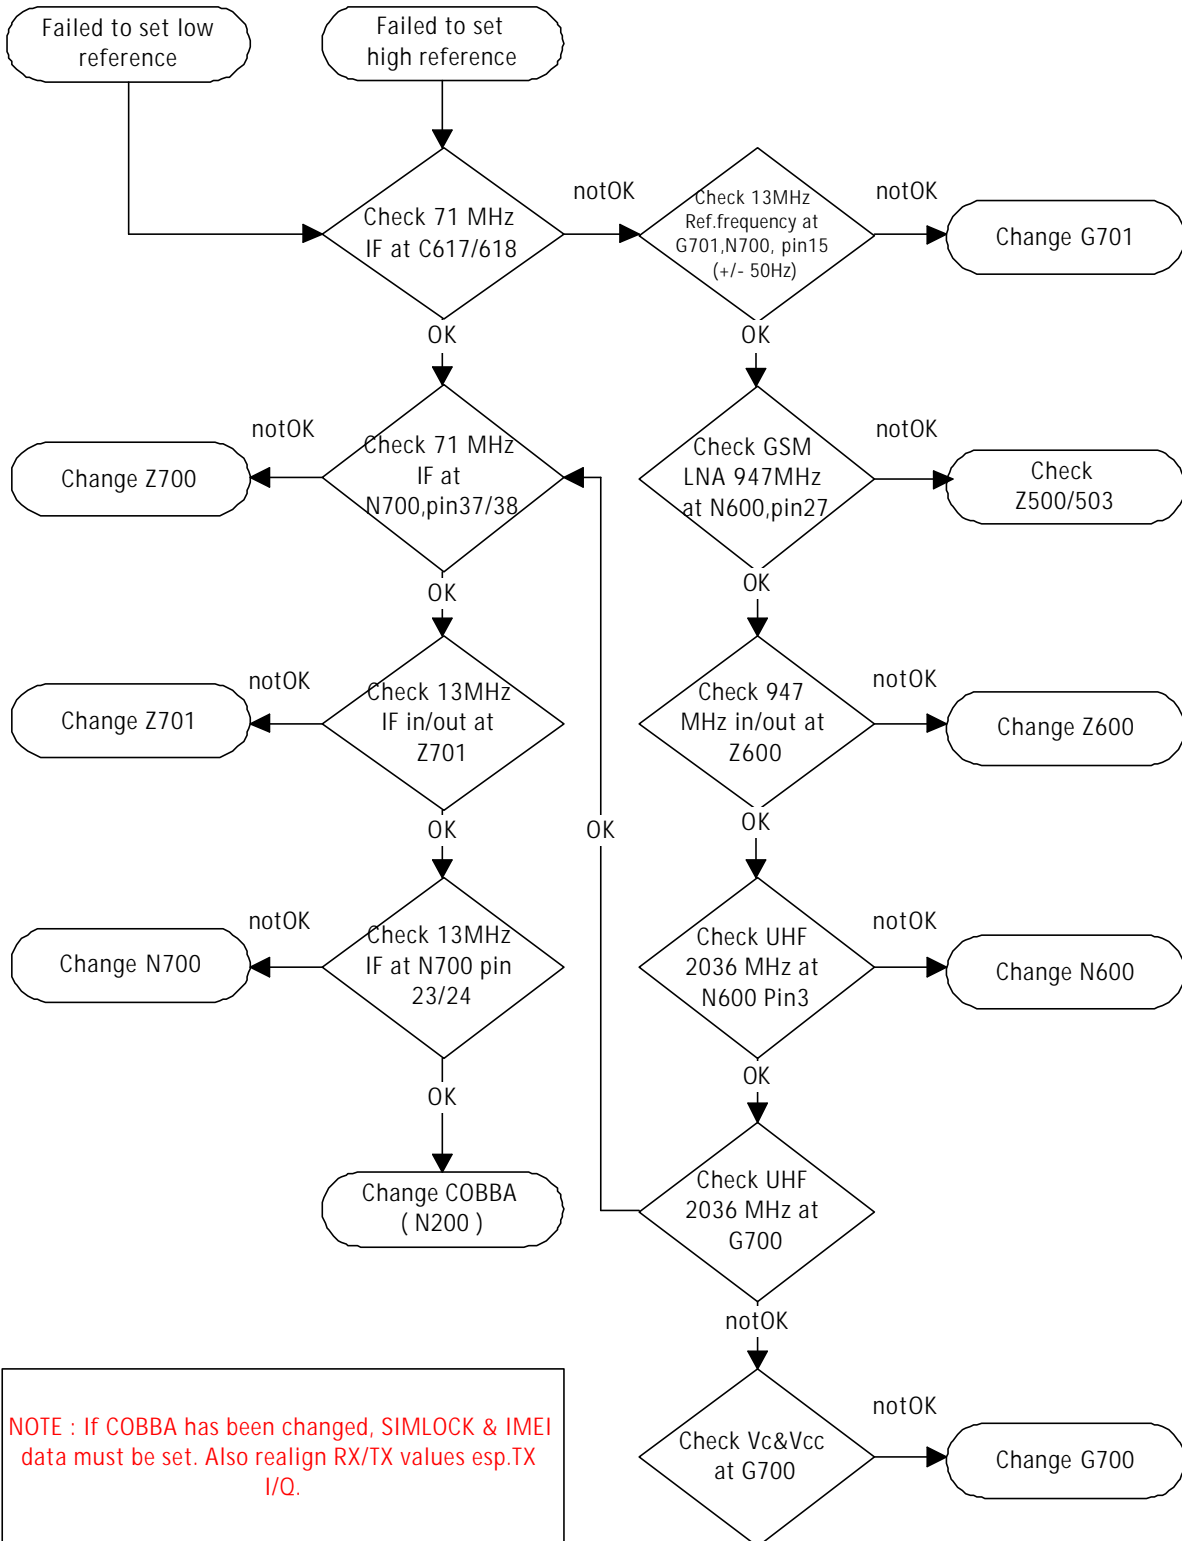 Failed to set low
reference
Failed to set
high reference
Check 71 MHz
IF at C617/618
notOK
Check 13MHz
Ref.frequency at
G701,N700, pin15
(+/- 50Hz)
notOK
Change G701
OK
OK
Check 71 MHz
IF at
N700,pin37/38
notOK
Change Z700
Check GSM
LNA 947MHz
at N600,pin27
notOK
Check
Z500/503
OK
OK
Check 13MHz
IF in/out at
Z701
notOK
Change Z701
Check 947
MHz in/out at
Z600
notOK
Change Z600
OK
OK
OK
Check 13MHz
IF at N700 pin
23/24
notOK
Change N700
Check UHF
2036 MHz at
N600 Pin3
notOK
Change N600
OK
OK
Change COBBA
( N200 )
Check UHF
2036 MHz at
G700
notOK
Check Vc&Vcc
at G700
notOK
Change G700
NOTE : If COBBA has been changed, SIMLOCK & IMEI
data must be set. Also realign RX/TX values esp.TX
I/Q.